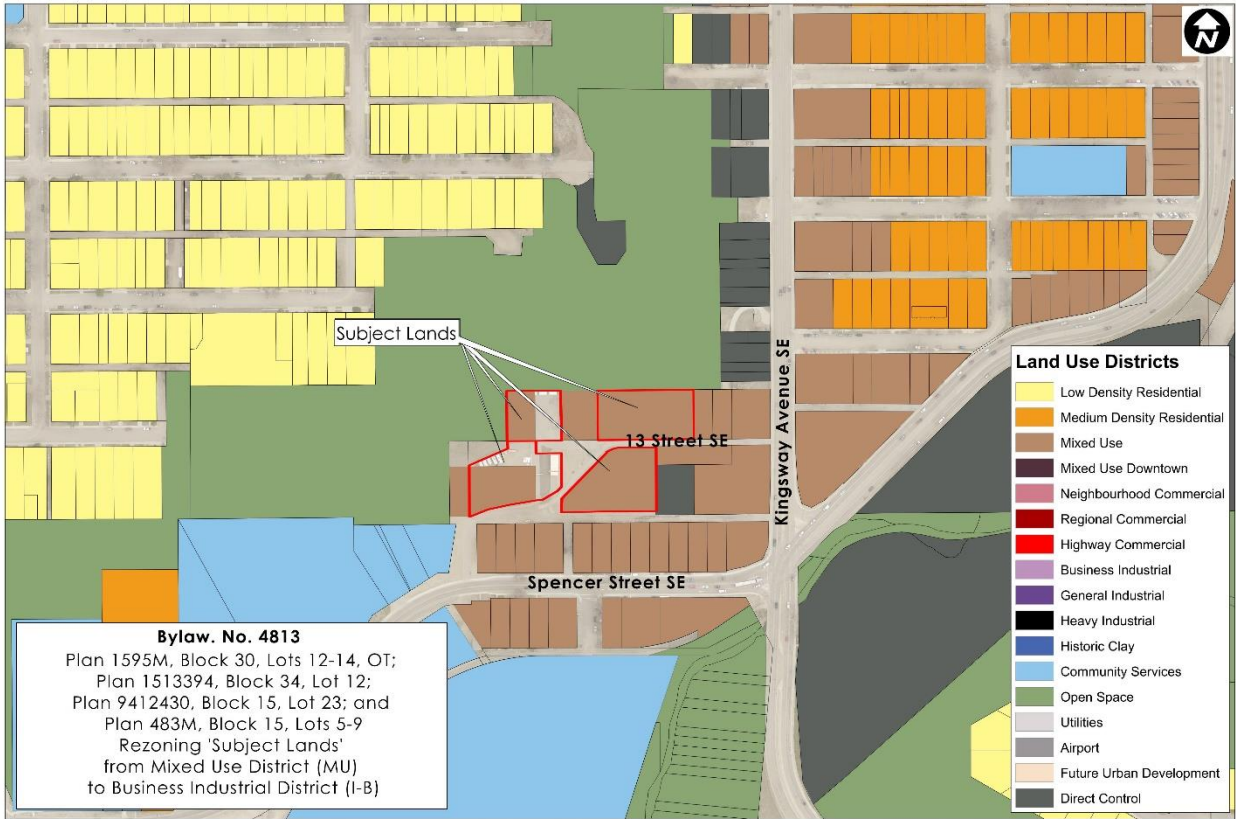 N
Subject Lands
13 Street SE
Kingsway Avenue SE
Spencer Street SE
Bylaw. No. 4813
Plan 1595M, Block 30, Lots 12-14, OT;
Plan 1513394, Block 34, Lot 12;
Plan 9412430, Block 15, Lot 23; and
Plan 483M, Block 15, Lots 5-9
Rezoning 'Subject Lands'
from Mixed Use District (MU)
to Business Industrial District (I-B)
Land Use Districts
Low Density Residential
Medium Density Residential
Mixed Use
Mixed Use Downtown
Neighbourhood Commercial
Regional Commercial
Highway Commercial
Business Industrial
General Industrial
Heavy Industrial
Historic Clay
Community Services
Open Space
Utilities
Airport
Future Urban Development
Direct Control